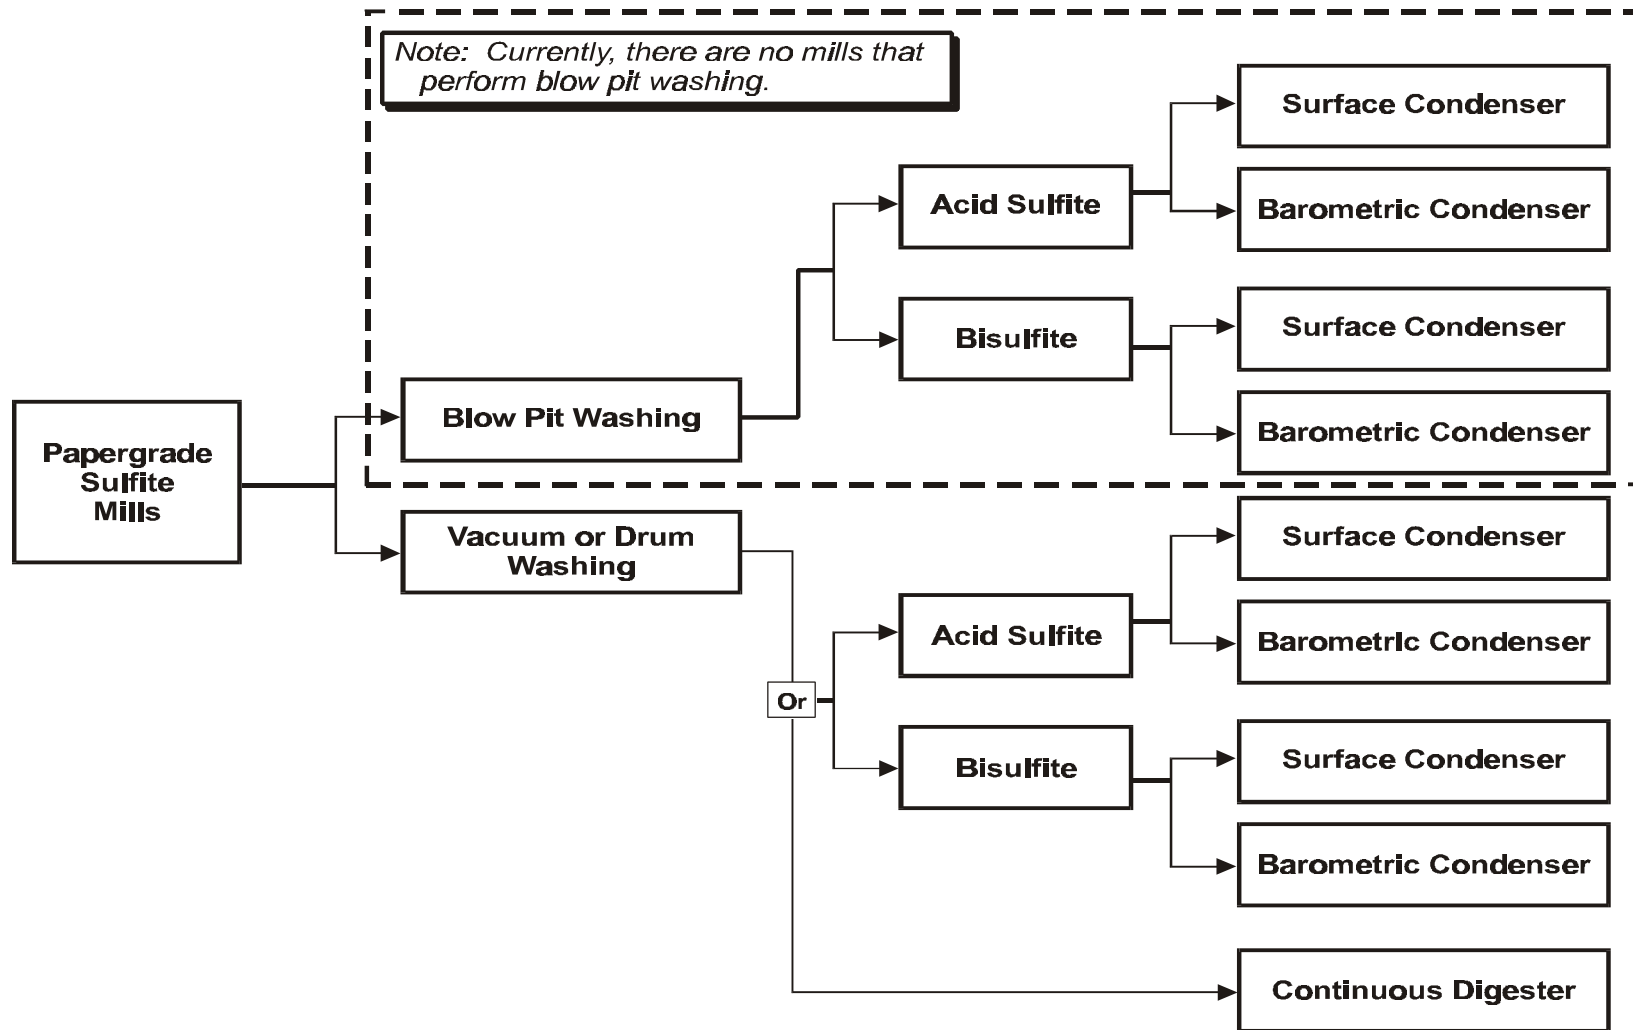 Note: Currently, there are no mills that
perform blow pit washing.
Surface Condenser
Acid Sulfite
Barometric Condenser
Bisulfite
Surface Condenser
Blow Pit Washing
Barometric Condenser
Papergrade
Sulfite
Mills
Vacuum or Drum
Washing
Surface Condenser
Acid Sulfite
Barometric Condenser
Or
Bisulfite
Surface Condenser
Barometric Condenser
Continuous Digester